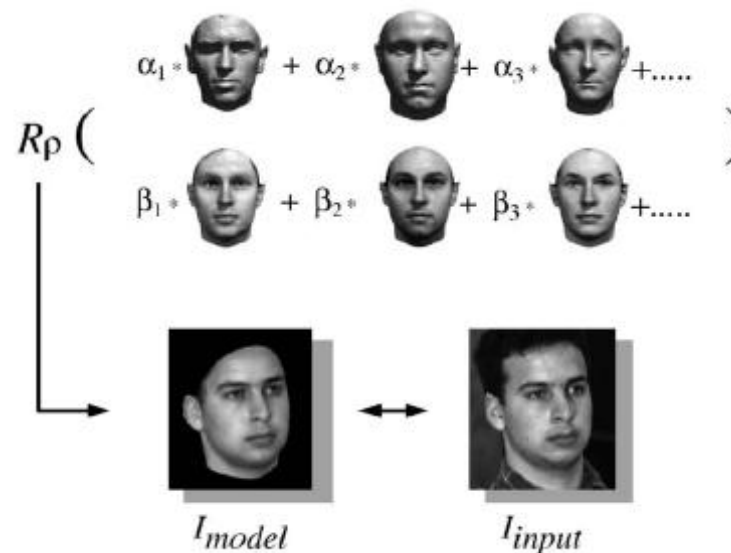 α1 * + α2 * + α3 * +.....
Rρ ( )
β1 * + β2 * + β3 * +.....
Imodel Iinput